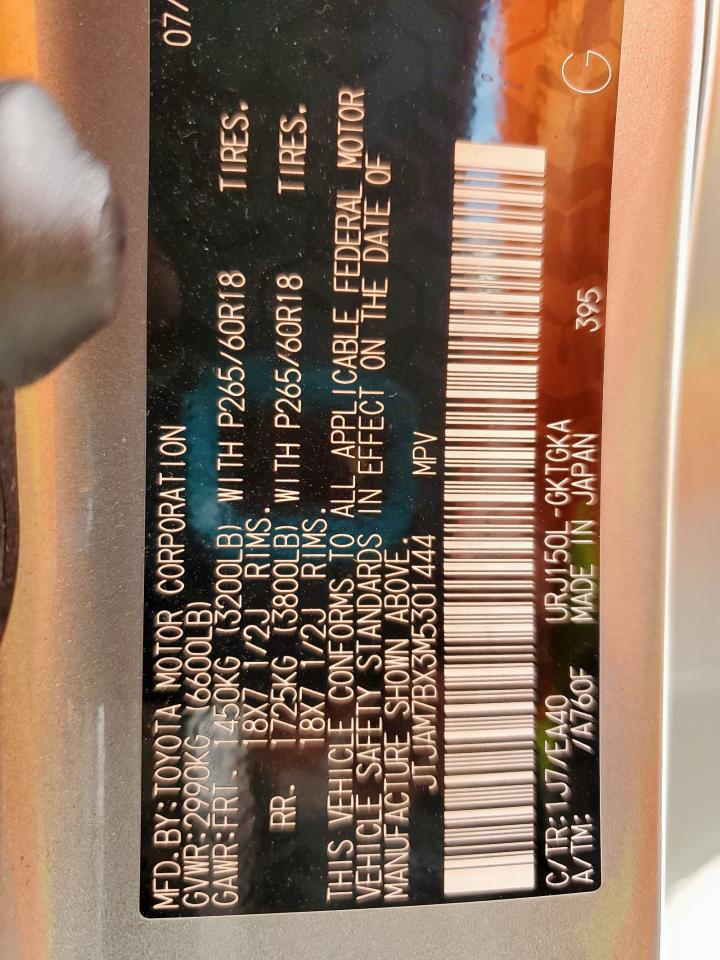 MFD.BY:TOYOTA MOTOR CORPORATION 07/
GVWR:2990KG (6600LB)
GAWR:FRT. 1450KG (3200LB) WITH P265/60R18 TIRES.
18X7 1/2J RIMS.
RR. 1725KG (3800LB) WITH P265/60R18 TIRES.
18X7 1/2J RIMS.
THIS VEHICLE CONFORMS TO ALL APPLICABLE FEDERAL MOTOR
VEHICLE SAFETY STANDARDS IN EFFECT ON THE DATE OF
MANUFACTURE SHOWN ABOVE.
JTJAM7BX3M5301444 MPV
C/TR:1J7/EA40 URJ150L-GKTGKA 395 G
A/TM: /A760F MADE IN JAPAN